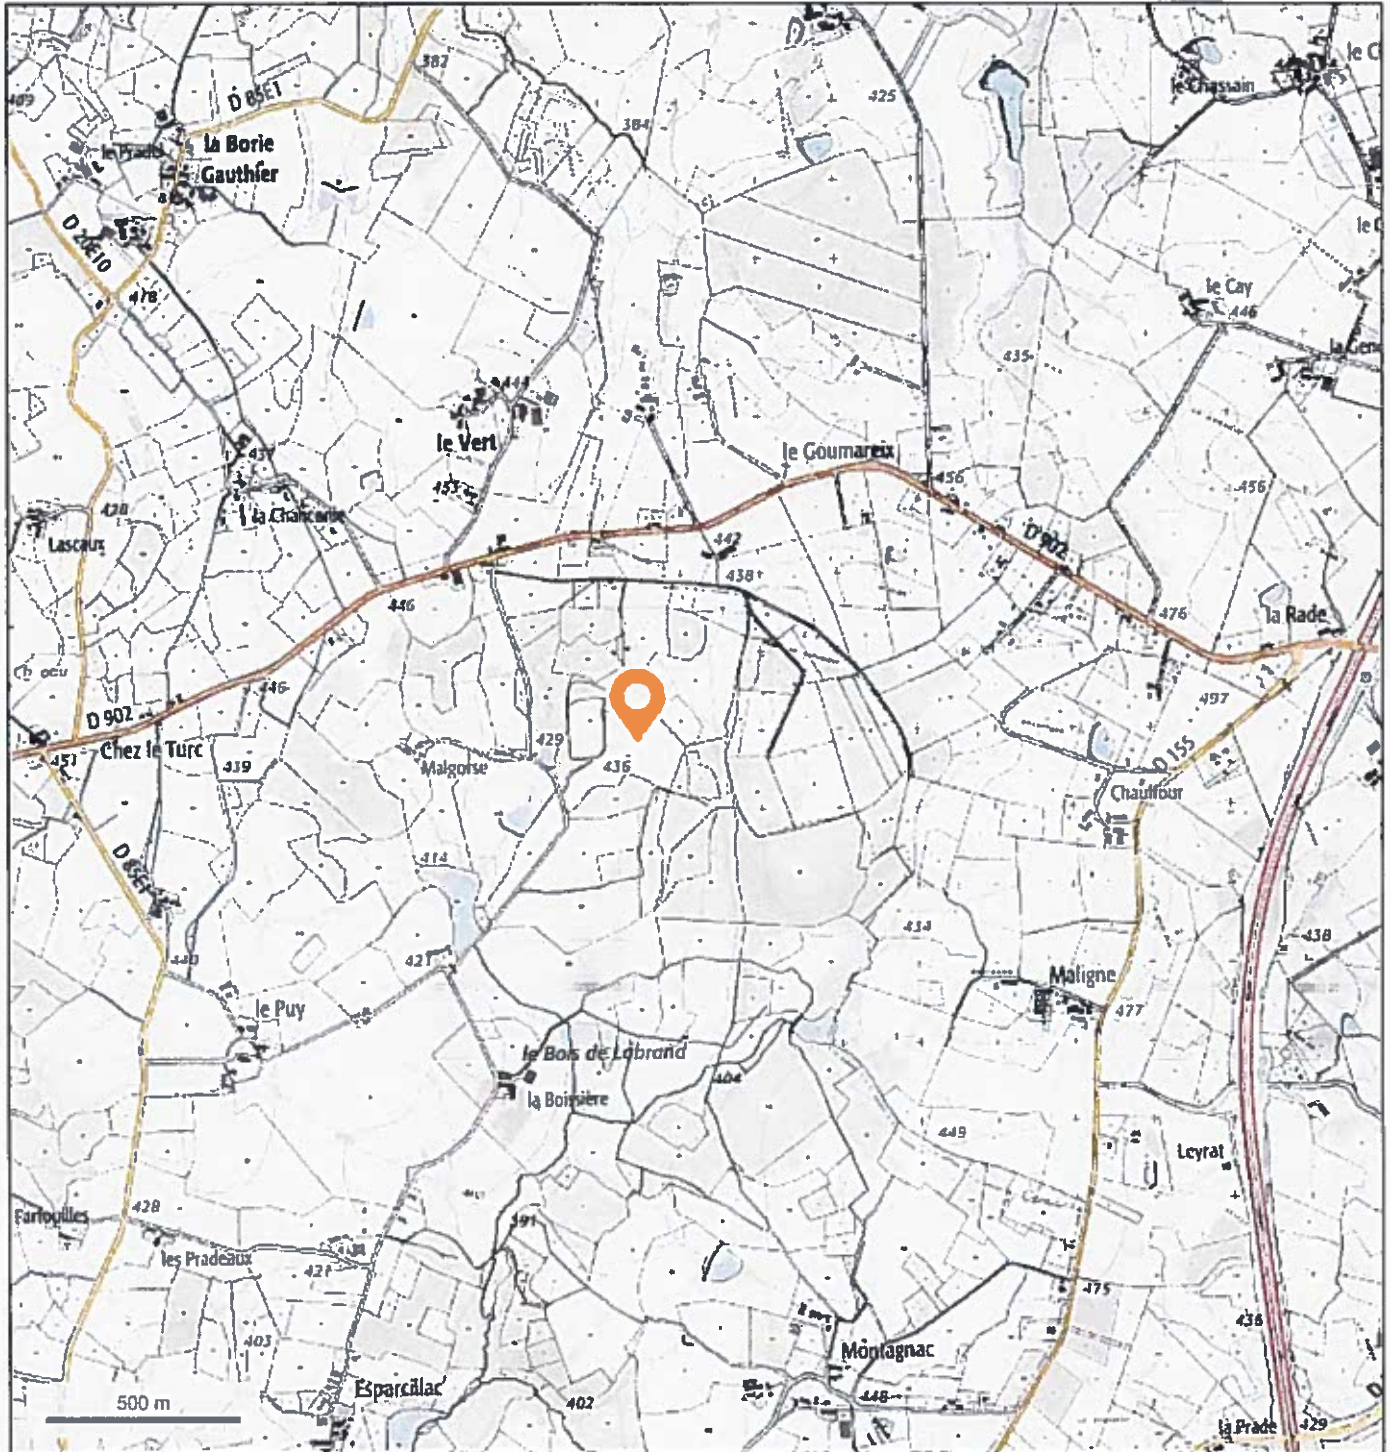 382
D 85E1
425
384
le Chassain
le C
489
la Borie
Gauthier
D 20E10
le C
478
le Cay
446
435
444
le Vert
le Goumareix
437
453
456
456
428
la Chanconie
Lascaux
D 902
442
438
446
476
la Rade
446
497
D 902
Chez le Turc
451
439
Malgorse
429
436
D 155
Chauffour
D 85E1
414
434
438
440
421
Maligne
477
le Puy
le Bois de Labrand
404
la Boissière
449
Leyrat
Farfouilles
428
391
les Pradeaux
421
475
403
436
Montagnac
Esparcillac
500 m
402
448
la Prade
429
D